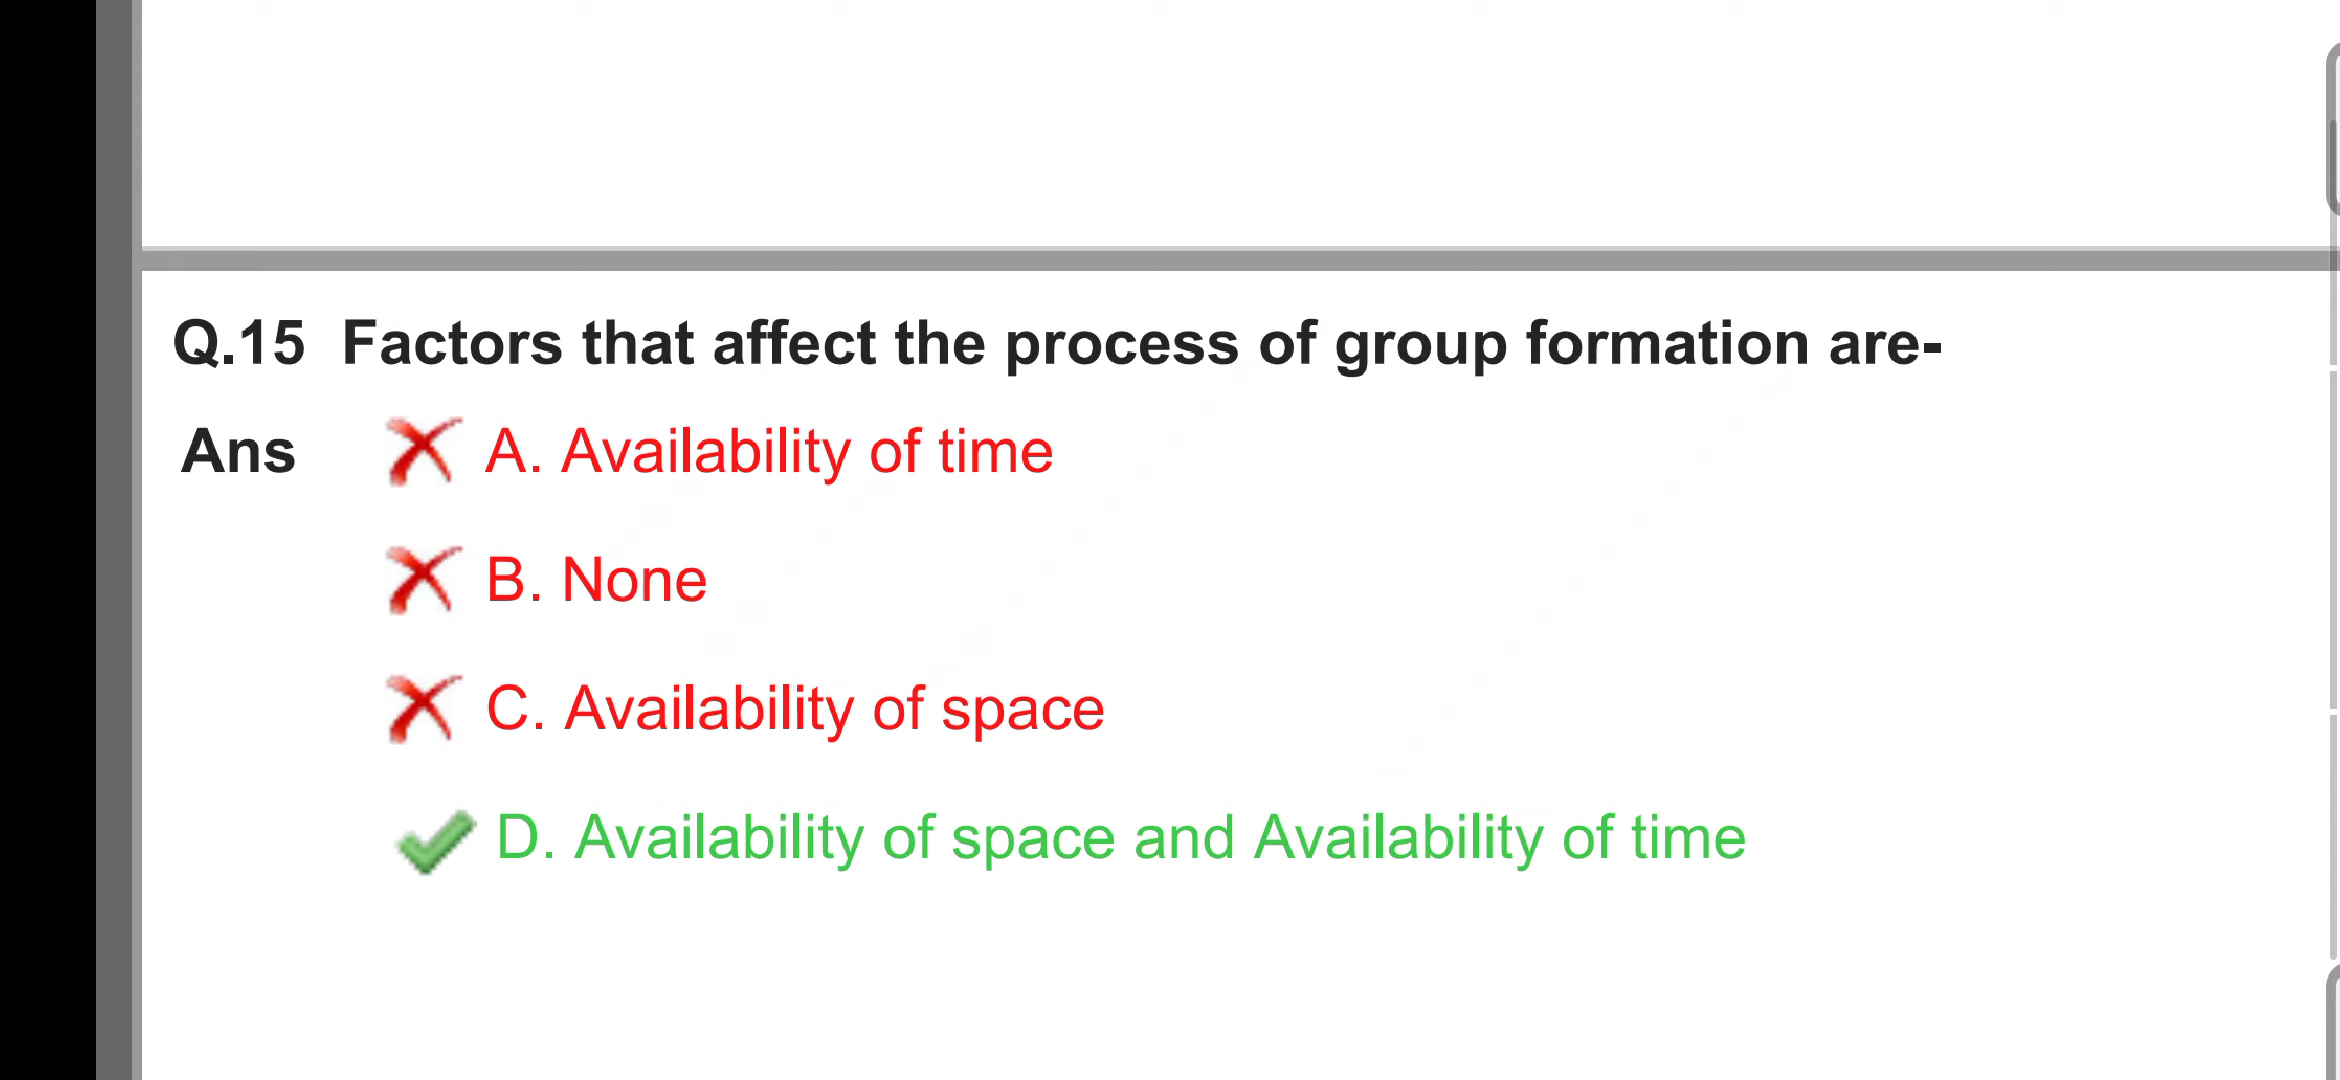 Q.15 Factors that affect the process of group formation are-
Ans A. Availability of time
B. None
C. Availability of space
D. Availability of space and Availability of time